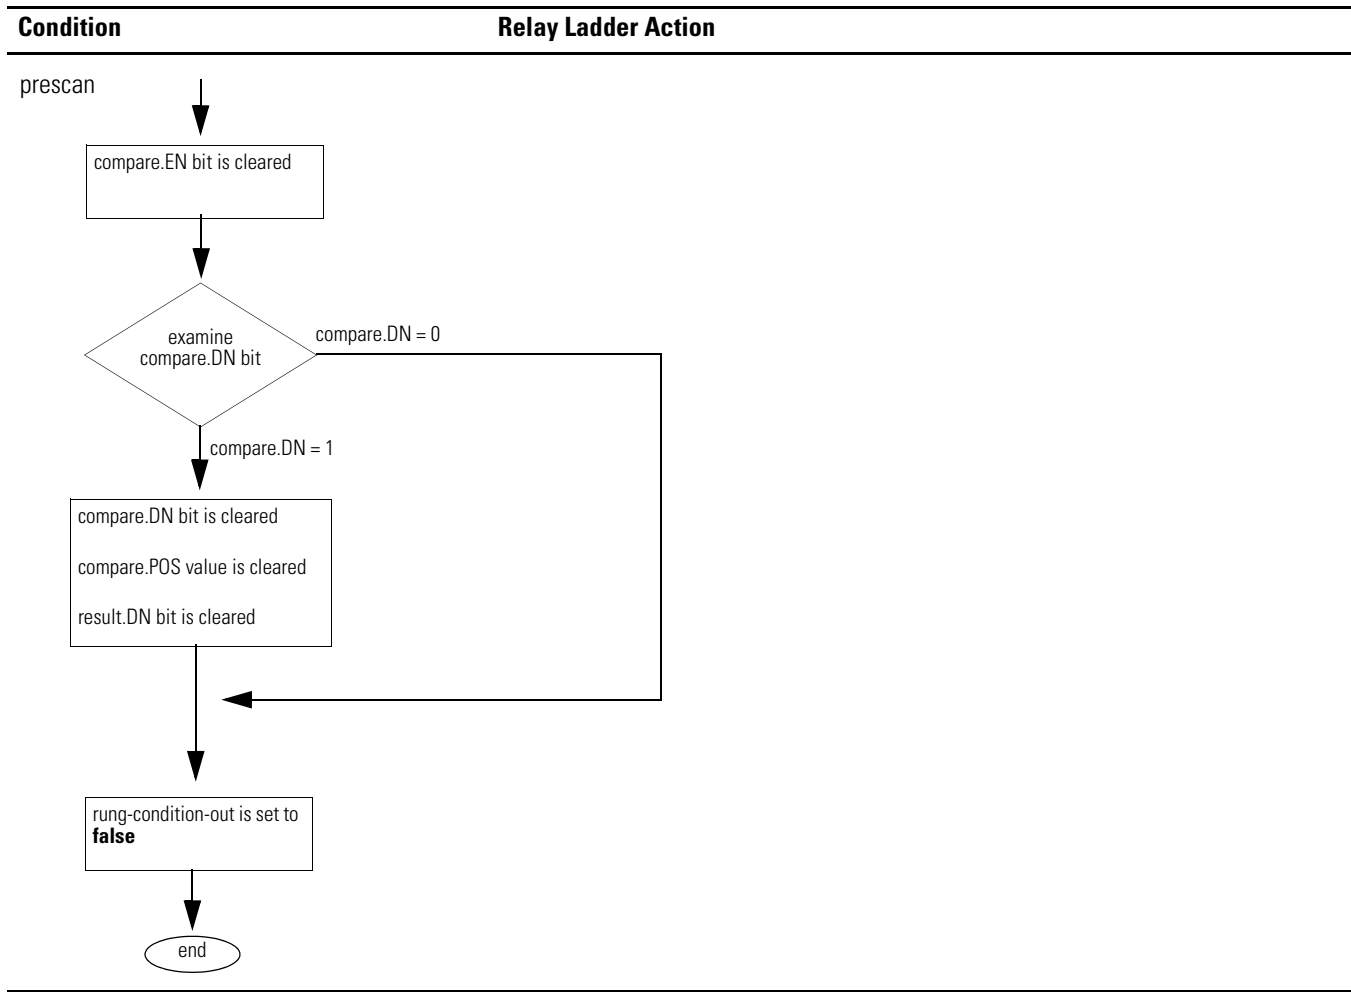 Condition
Relay Ladder Action
prescan
compare.EN bit is cleared
examine
compare.DN bit
compare.DN = 0
compare.DN = 1
compare.DN bit is cleared
compare.POS value is cleared
result.DN bit is cleared
rung-condition-out is set to
false
end